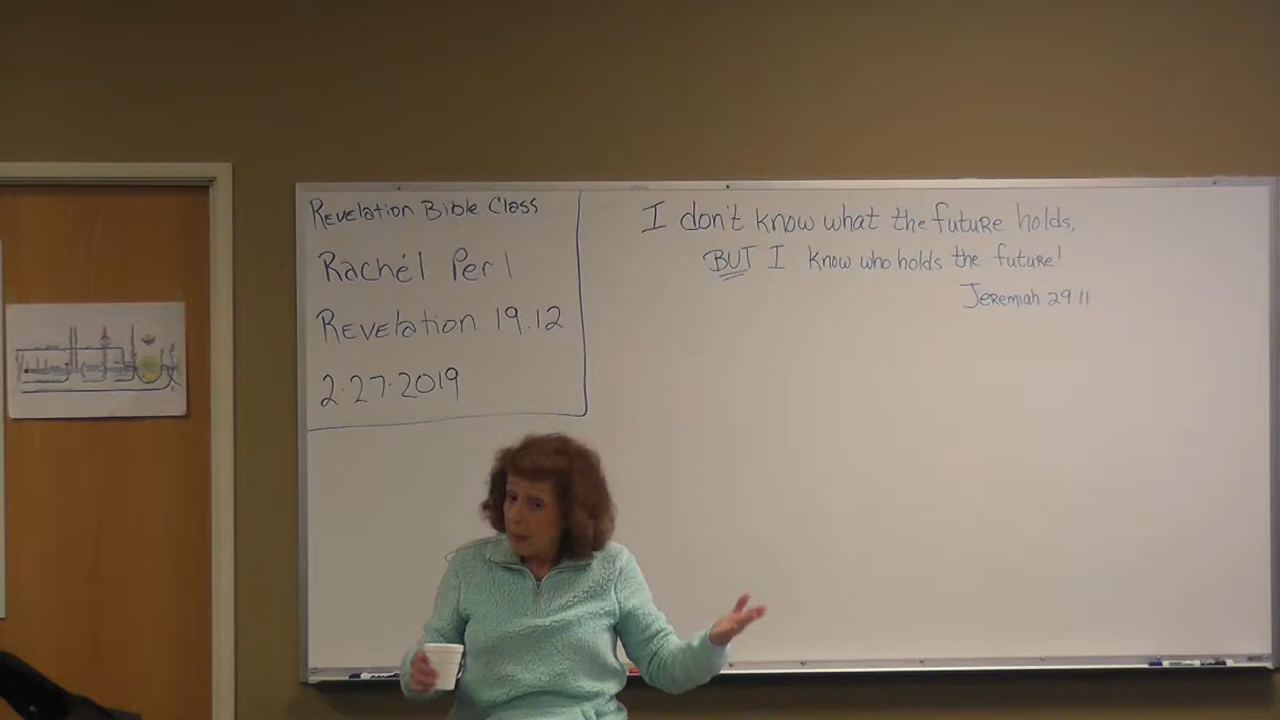 Revelation Bible Class
Rachél Perl
Revelation 19.12
2.27.2019
I don't know what the future holds,
BUT I know who holds the future!
Jeremiah 29 11